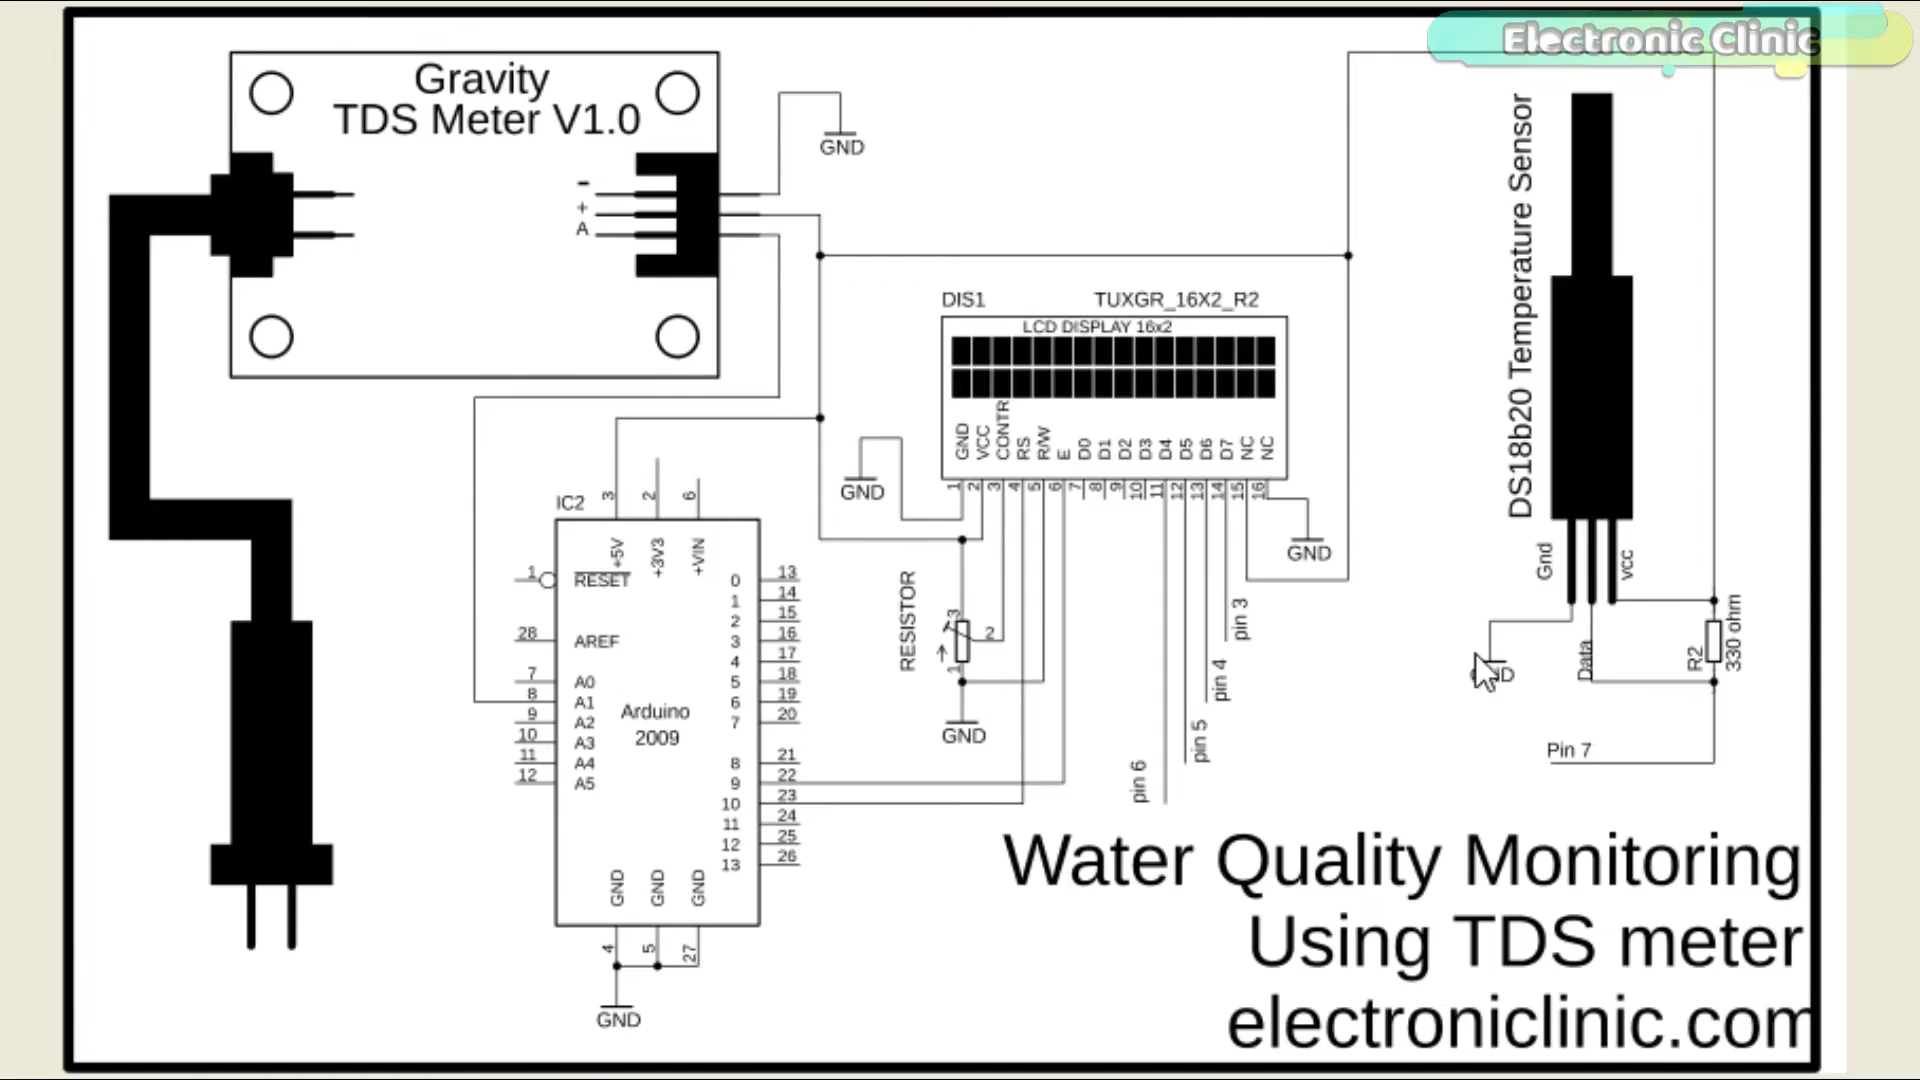 Electronic Clinic
Gravity
TDS Meter V1.0
-
+
A
GND
DS18b20 Temperature Sensor
DIS1
TUXGR_16X2_R2
LCD DISPLAY 16x2
GND VCC CONTR RS R/W E D0 D1 D2 D3 D4 D5 D6 D7 NC NC
1 2 3 4 5 6 7 8 9 10 11 12 13 14 15 16
GND
GND
IC2
3 2 6
+5V +3V3 +VIN
1 RESET
28 AREF
7 A0
8 A1
9 A2
10 A3
11 A4
12 A5
Arduino
2009
0 13
1 14
2 15
3 16
4 17
5 18
6 19
7 20
8 21
9 22
10 23
11 24
12 25
13 26
GND GND GND
4 5 27
GND
RESISTOR
3
2
1
GND
pin 3
pin 4
pin 5
pin 6
Gnd
vcc
Data
R2
330 ohm
Pin 7
Water Quality Monitoring
Using TDS meter
electroniclinic.com